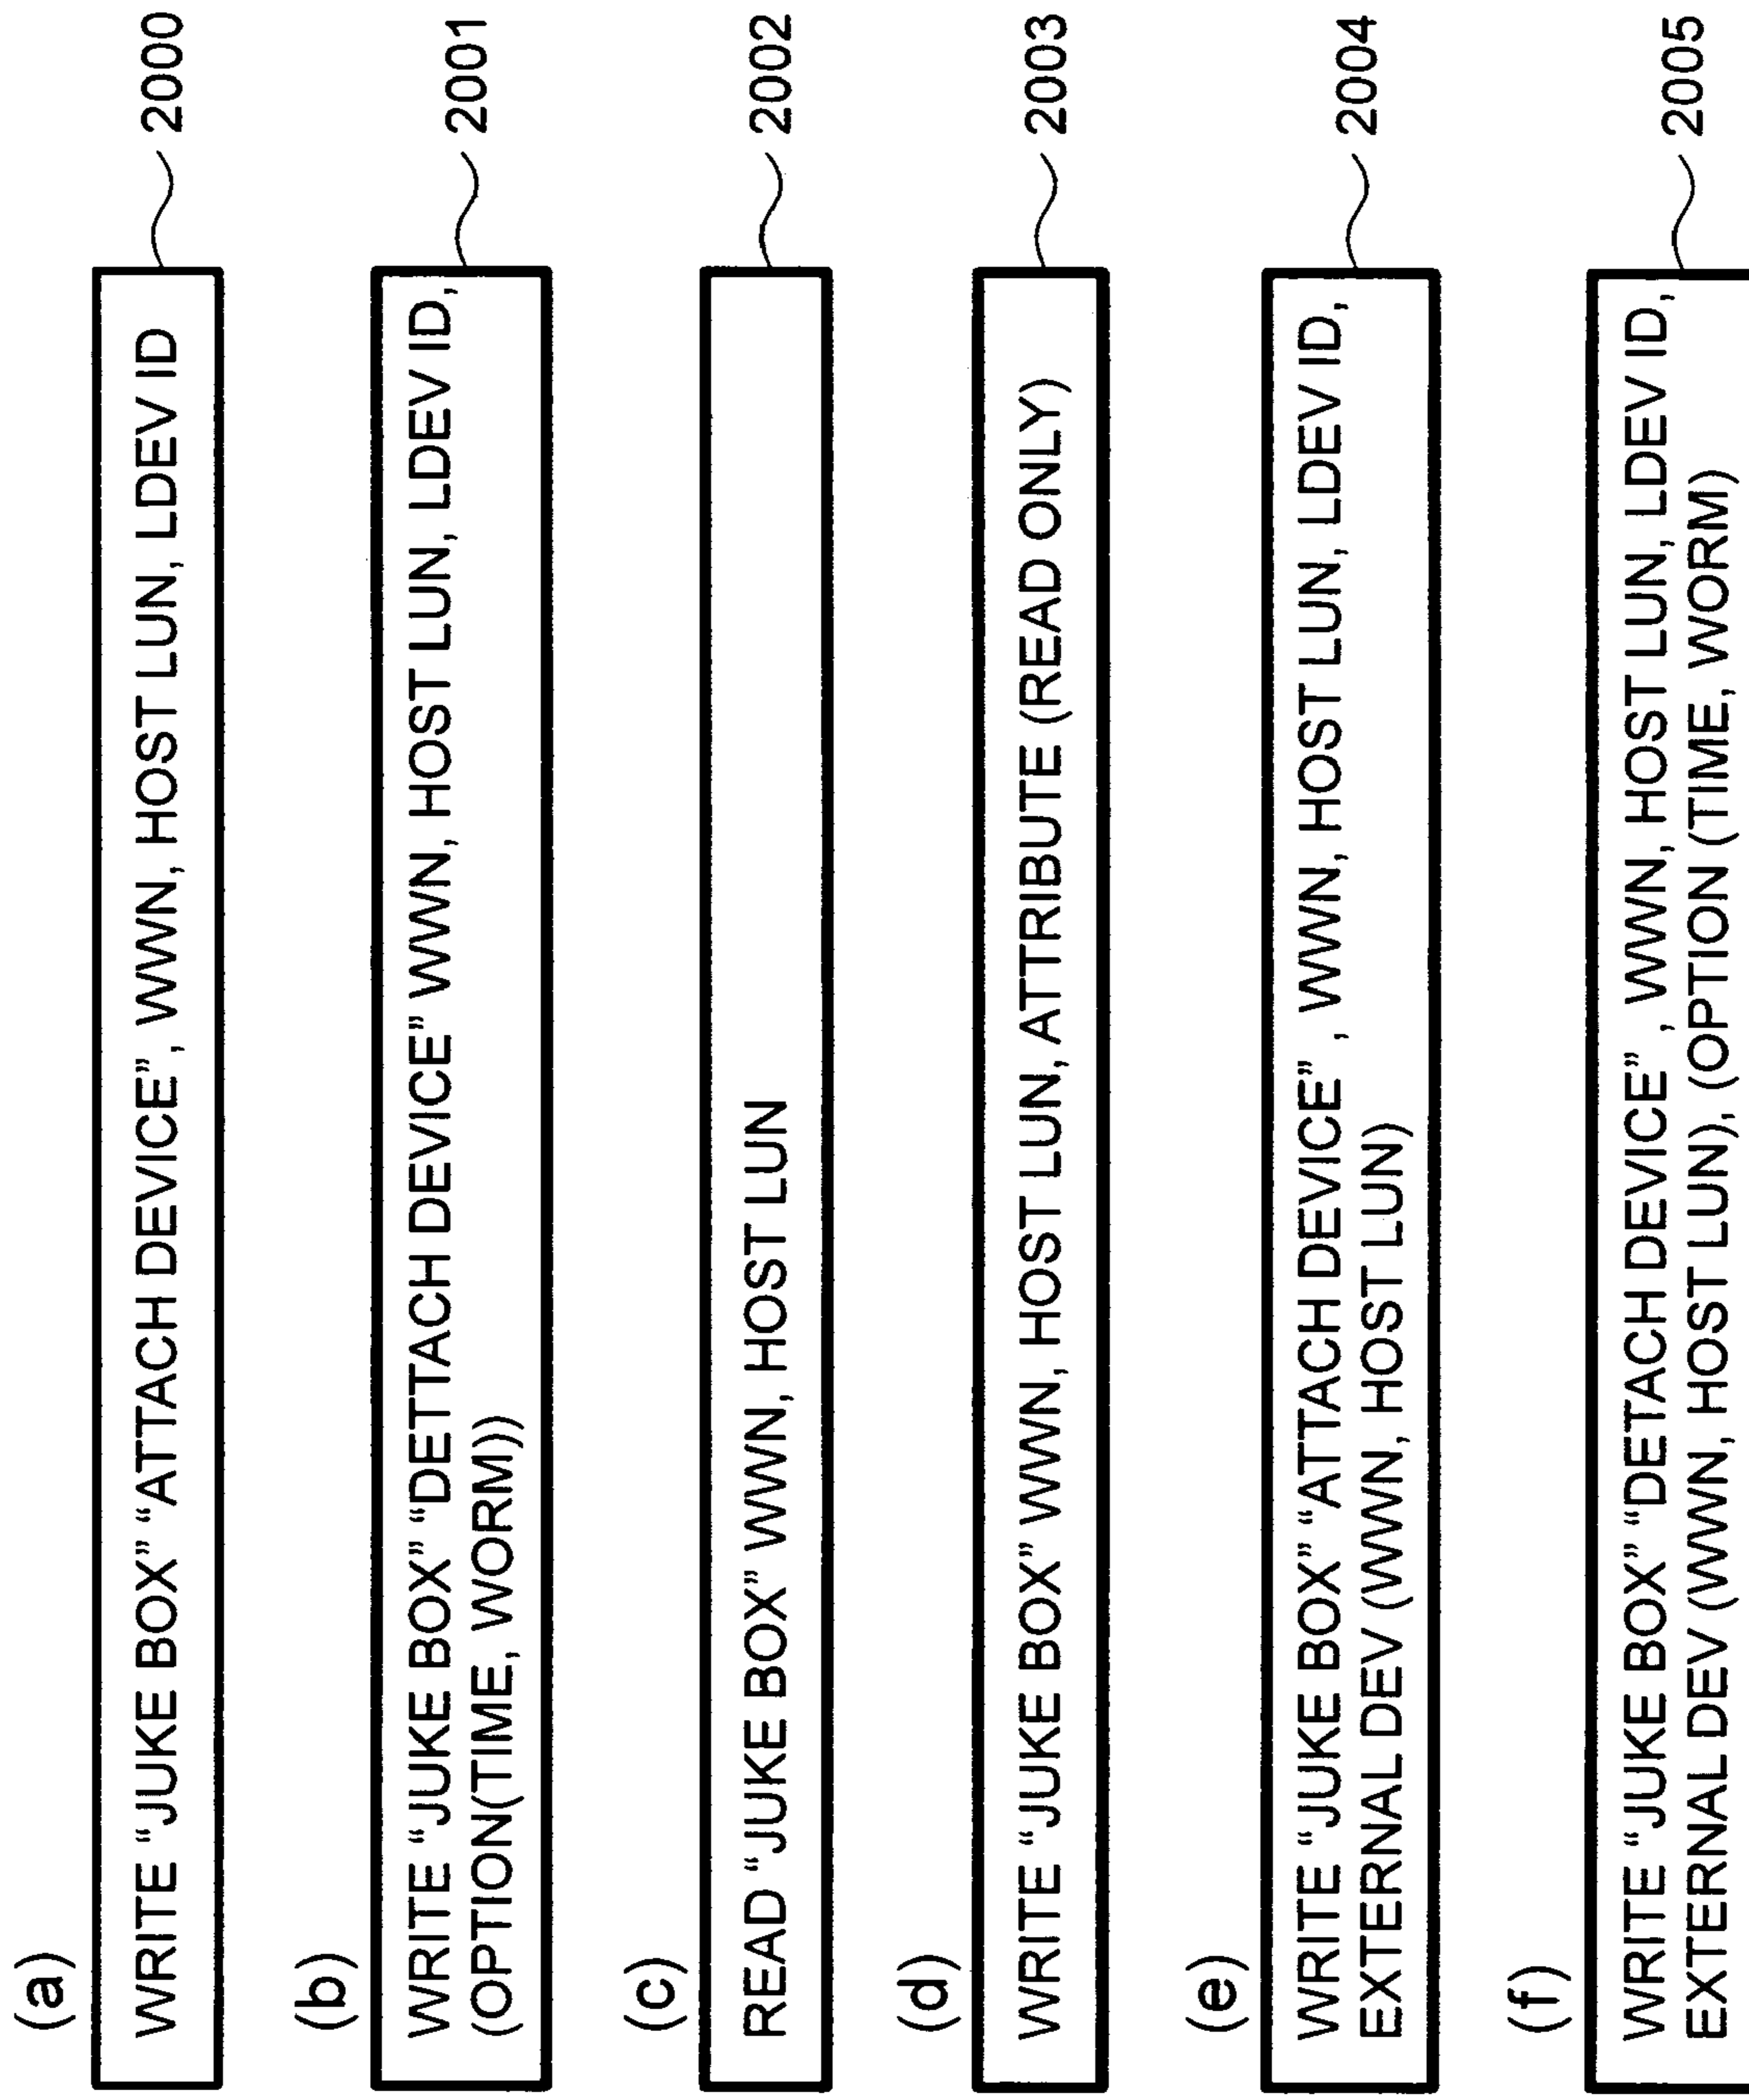 (a)
WRITE “JUKE BOX” “ATTACH DEVICE”, WWN, HOST LUN, LDEV ID
2000
(b)
WRITE “JUKE BOX” “DETTACH DEVICE” WWN, HOST LUN, LDEV ID,
(OPTION(TIME, WORM))
2001
(c)
READ “JUKE BOX” WWN, HOST LUN
2002
(d)
WRITE “JUKE BOX” WWN, HOST LUN, ATTRIBUTE (READ ONLY)
2003
(e)
WRITE “JUKE BOX” “ATTACH DEVICE” , WWN, HOST LUN, LDEV ID,
EXTERNAL DEV (WWN, HOST LUN)
2004
(f)
WRITE “JUKE BOX” “DETACH DEVICE” , WWN, HOST LUN, LDEV ID,
EXTERNAL DEV (WWN, HOST LUN), (OPTION (TIME, WORM)
2005